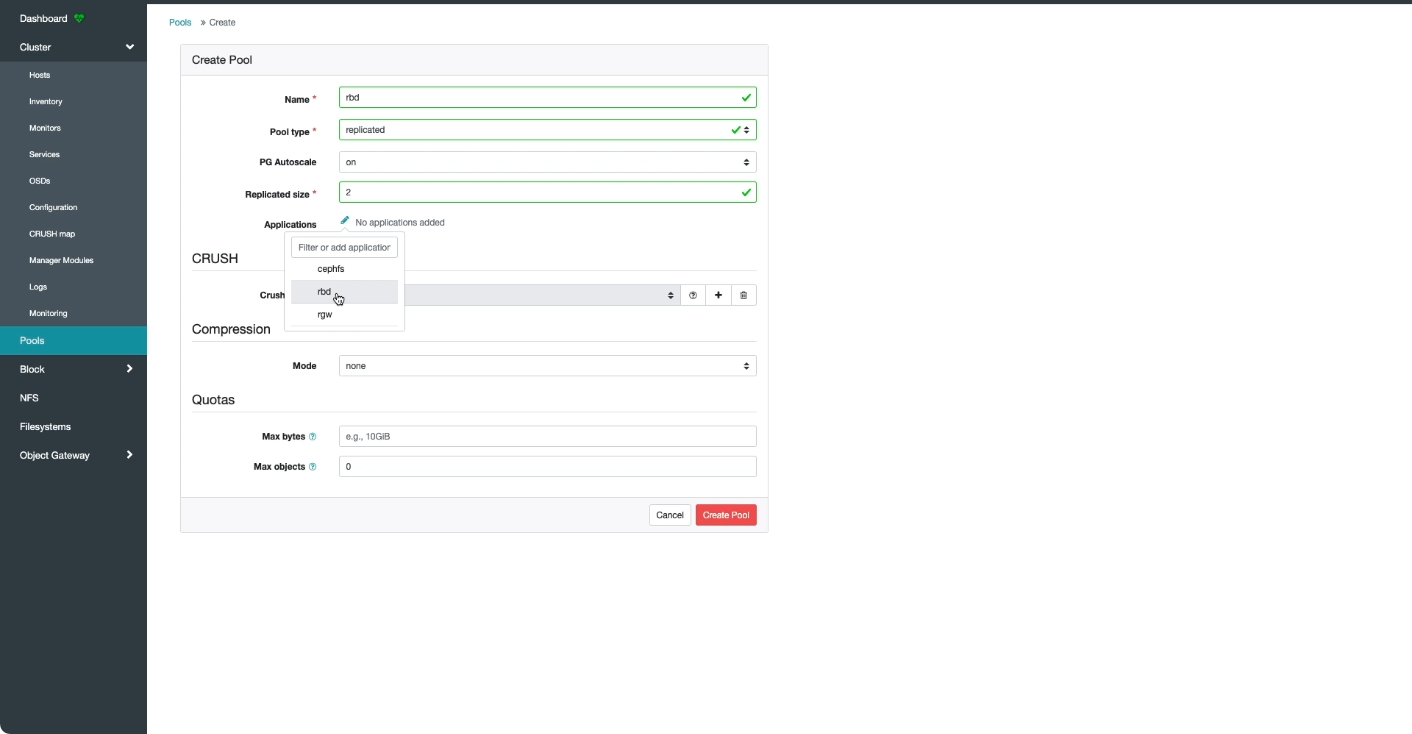 Dashboard
Cluster
Hosts
Inventory
Monitors
Services
OSDs
Configuration
CRUSH map
Manager Modules
Logs
Monitoring
Pools
Block
NFS
Filesystems
Object Gateway
Pools » Create
Create Pool
Name * rbd
Pool type * replicated
PG Autoscale on
Replicated size * 2
Applications No applications added
Filter or add application
cephfs
rbd
rgw
CRUSH
Crush
Compression
Mode none
Quotas
Max bytes e.g., 10GiB
Max objects 0
Cancel Create Pool